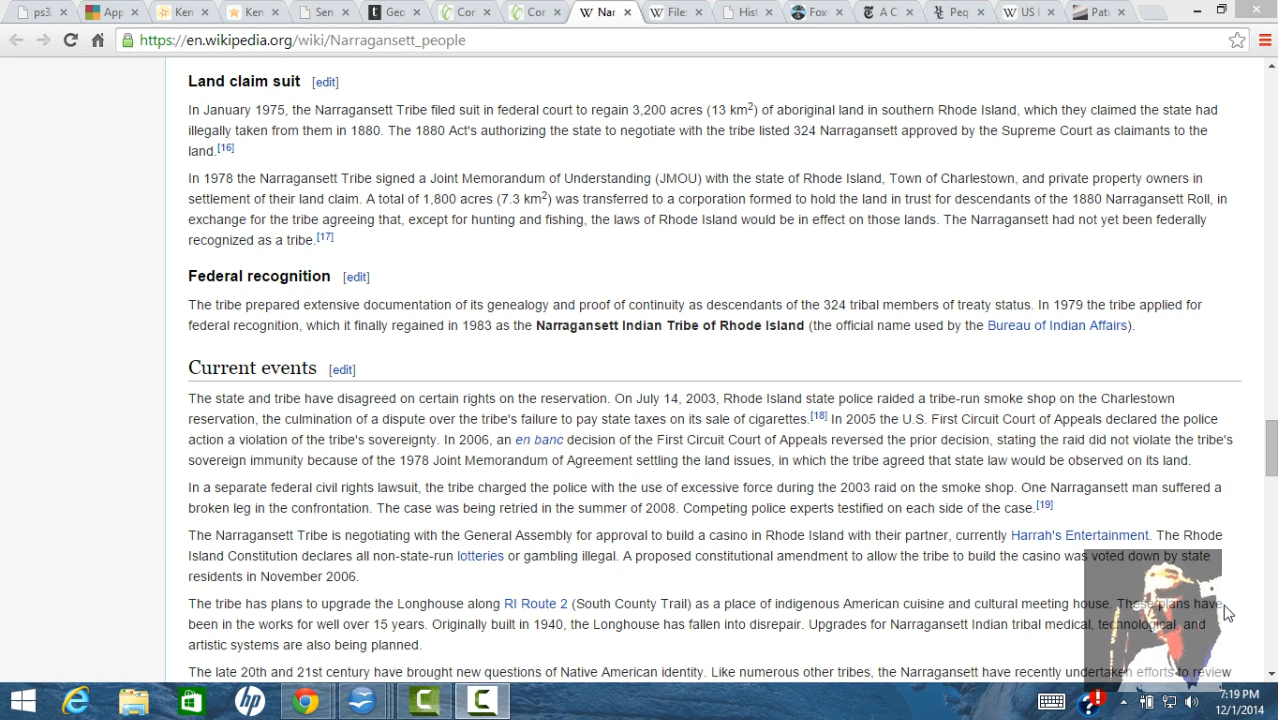 ps3.
App
Ken
Ken
Sen
t Geo
Cor
Cor
W Nar
W File:
Hist
Fox
A C
Peq
W US I
Pat
https://en.wikipedia.org/wiki/Narragansett_people
Land claim suit [edit]
In January 1975, the Narragansett Tribe filed suit in federal court to regain 3,200 acres (13 km2) of aboriginal land in southern Rhode Island, which they claimed the state had
illegally taken from them in 1880. The 1880 Act's authorizing the state to negotiate with the tribe listed 324 Narragansett approved by the Supreme Court as claimants to the
land.[16]
In 1978 the Narragansett Tribe signed a Joint Memorandum of Understanding (JMOU) with the state of Rhode Island, Town of Charlestown, and private property owners in
settlement of their land claim. A total of 1,800 acres (7.3 km2) was transferred to a corporation formed to hold the land in trust for descendants of the 1880 Narragansett Roll, in
exchange for the tribe agreeing that, except for hunting and fishing, the laws of Rhode Island would be in effect on those lands. The Narragansett had not yet been federally
recognized as a tribe.[17]
Federal recognition [edit]
The tribe prepared extensive documentation of its genealogy and proof of continuity as descendants of the 324 tribal members of treaty status. In 1979 the tribe applied for
federal recognition, which it finally regained in 1983 as the Narragansett Indian Tribe of Rhode Island (the official name used by the Bureau of Indian Affairs).
Current events [edit]
The state and tribe have disagreed on certain rights on the reservation. On July 14, 2003, Rhode Island state police raided a tribe-run smoke shop on the Charlestown
reservation, the culmination of a dispute over the tribe's failure to pay state taxes on its sale of cigarettes.[18] In 2005 the U.S. First Circuit Court of Appeals declared the police
action a violation of the tribe's sovereignty. In 2006, an en banc decision of the First Circuit Court of Appeals reversed the prior decision, stating the raid did not violate the tribe's
sovereign immunity because of the 1978 Joint Memorandum of Agreement settling the land issues, in which the tribe agreed that state law would be observed on its land.
In a separate federal civil rights lawsuit, the tribe charged the police with the use of excessive force during the 2003 raid on the smoke shop. One Narragansett man suffered a
broken leg in the confrontation. The case was being retried in the summer of 2008. Competing police experts testified on each side of the case.[19]
The Narragansett Tribe is negotiating with the General Assembly for approval to build a casino in Rhode Island with their partner, currently Harrah's Entertainment. The Rhode
Island Constitution declares all non-state-run lotteries or gambling illegal. A proposed constitutional amendment to allow the tribe to build the casino was voted down by state
residents in November 2006.
The tribe has plans to upgrade the Longhouse along RI Route 2 (South County Trail) as a place of indigenous American cuisine and cultural meeting house. These plans have
been in the works for well over 15 years. Originally built in 1940, the Longhouse has fallen into disrepair. Upgrades for Narragansett Indian tribal medical, technological, and
artistic systems are also being planned.
The late 20th and 21st century have brought new questions of Native American identity. Like numerous other tribes, the Narragansett have recently undertaken efforts to review
7:19 PM
12/1/2014